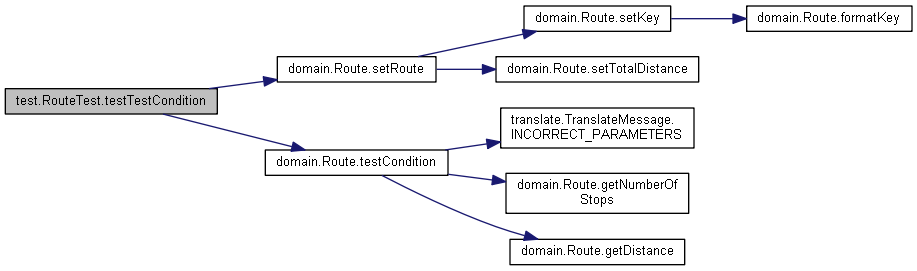 domain.Route.setKey
domain.Route.formatKey
domain.Route.setRoute
domain.Route.setTotalDistance
test.RouteTest.testTestCondition
translate.TranslateMessage.
INCORRECT_PARAMETERS
domain.Route.testCondition
domain.Route.getNumberOf
Stops
domain.Route.getDistance